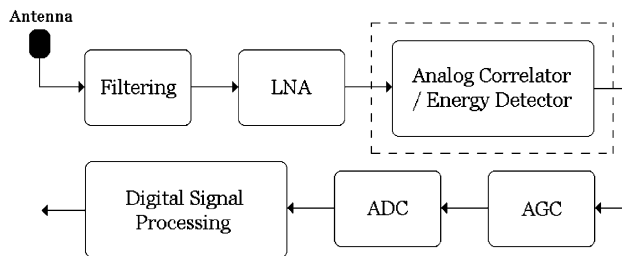 Antenna
Filtering
LNA
Analog Correlator
/ Energy Detector
Digital Signal
Processing
ADC
AGC